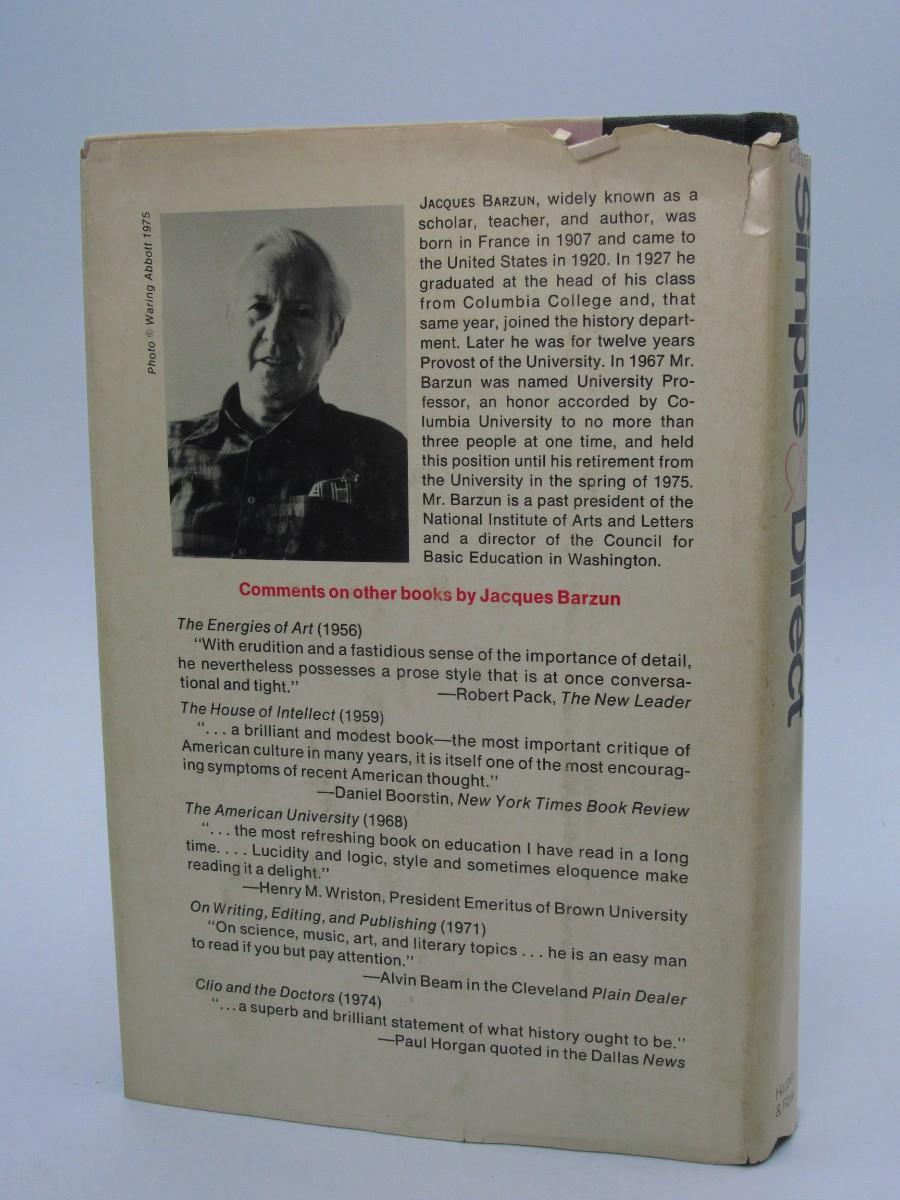 Photo © Waring Abbott 1975
JACQUES BARZUN, widely known as a
scholar, teacher, and author, was
born in France in 1907 and came to
the United States in 1920. In 1927 he
graduated at the head of his class
from Columbia College and, that
same year, joined the history depart-
ment. Later he was for twelve years
Provost of the University. In 1967 Mr.
Barzun was named University Pro-
fessor, an honor accorded by Co-
lumbia University to no more than
three people at one time, and held
this position until his retirement from
the University in the spring of 1975.
Mr. Barzun is a past president of the
National Institute of Arts and Letters
and a director of the Council for
Basic Education in Washington.
Comments on other books by Jacques Barzun
The Energies of Art (1956)
"With erudition and a fastidious sense of the importance of detail,
he nevertheless possesses a prose style that is at once conversa-
tional and tight." —Robert Pack, The New Leader
The House of Intellect (1959)
". . . a brilliant and modest book—the most important critique of
American culture in many years, it is itself one of the most encourag-
ing symptoms of recent American thought."
—Daniel Boorstin, New York Times Book Review
The American University (1968)
". . . the most refreshing book on education I have read in a long
time. . . . Lucidity and logic, style and sometimes eloquence make
reading it a delight."
—Henry M. Wriston, President Emeritus of Brown University
On Writing, Editing, and Publishing (1971)
"On science, music, art, and literary topics . . . he is an easy man
to read if you but pay attention."
—Alvin Beam in the Cleveland Plain Dealer
Clio and the Doctors (1974)
". . . a superb and brilliant statement of what history ought to be."
—Paul Horgan quoted in the Dallas News
Simple & Direct
Harper
& Row